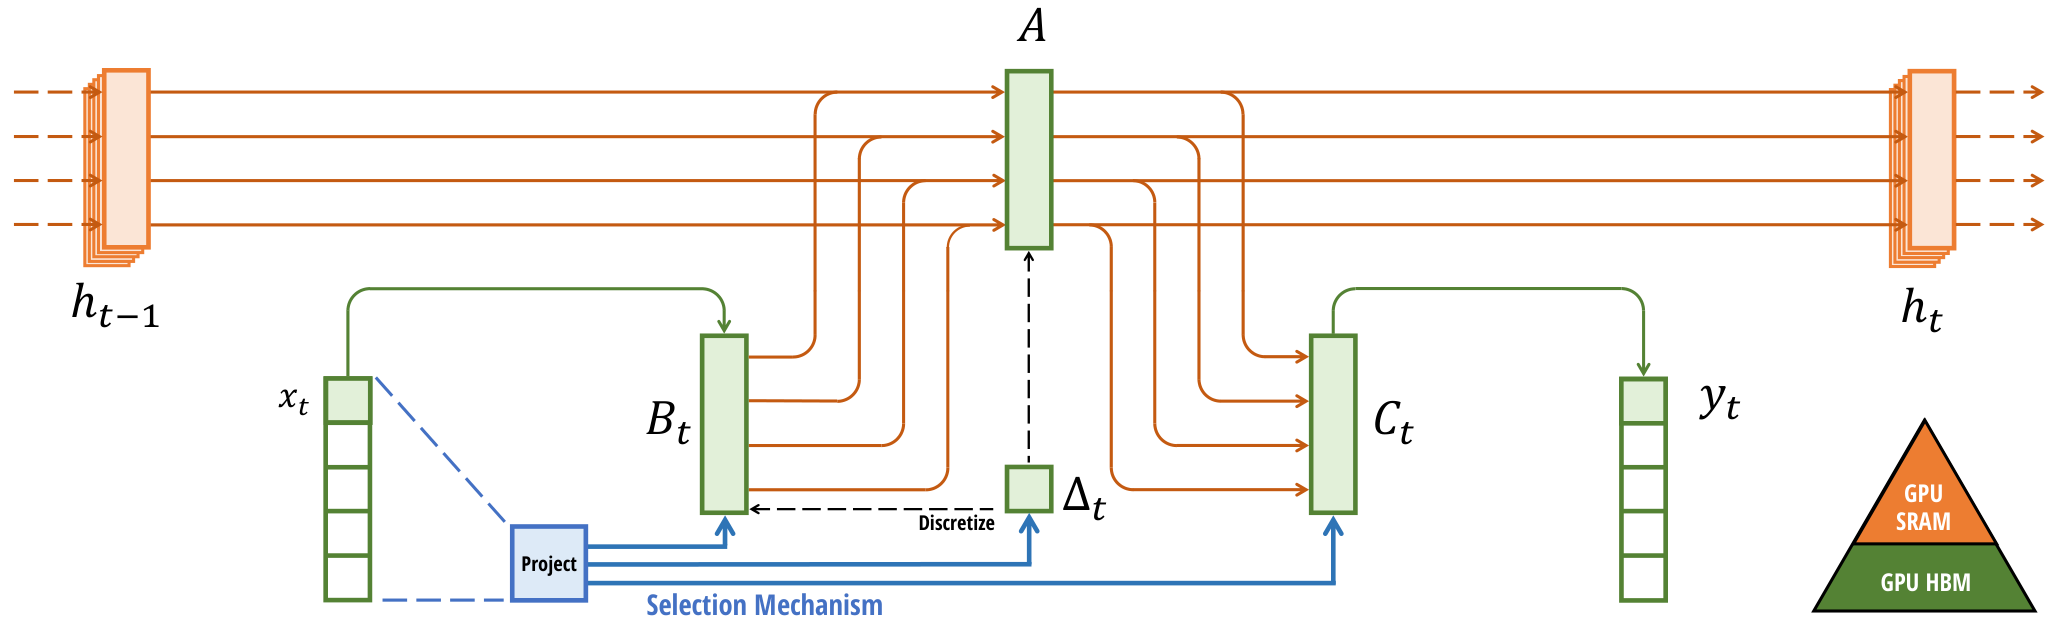 A
h_{t-1}
h_t
x_t
B_t
Δ_t
C_t
y_t
Discretize
Project
Selection Mechanism
GPU
SRAM
GPU HBM